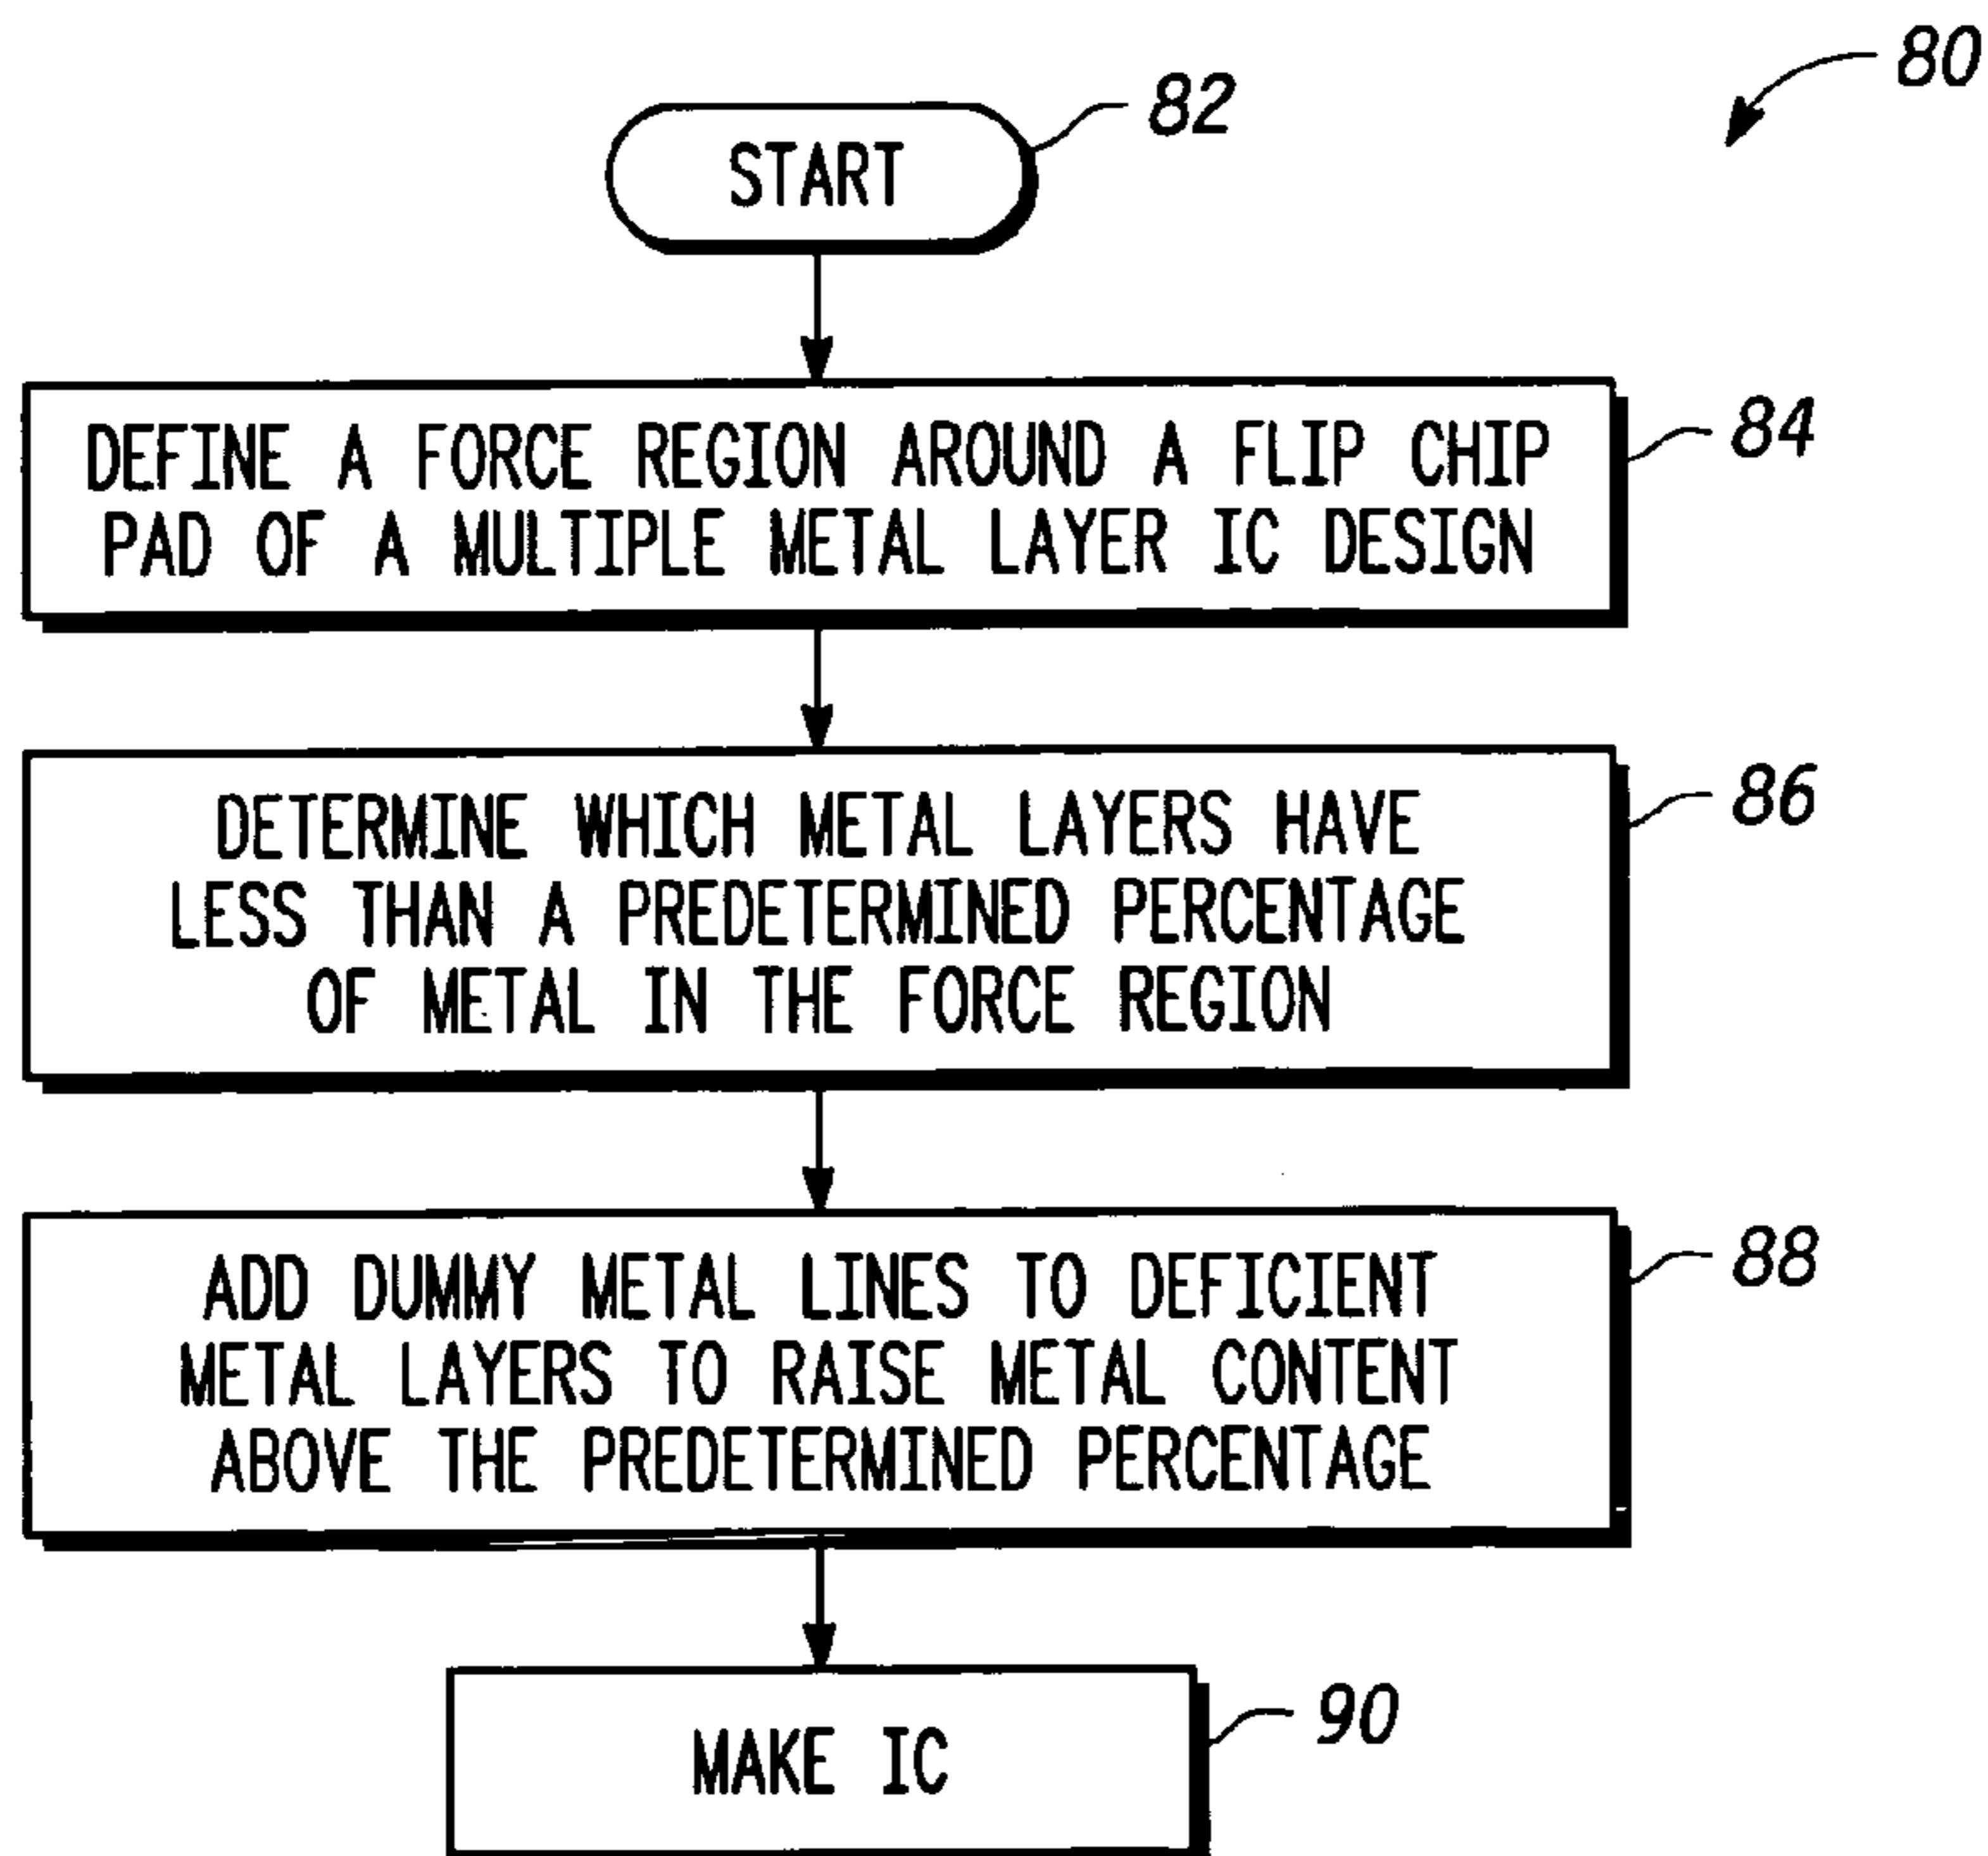 80
82
START
84
DEFINE A FORCE REGION AROUND A FLIP CHIP
PAD OF A MULTIPLE METAL LAYER IC DESIGN
86
DETERMINE WHICH METAL LAYERS HAVE
LESS THAN A PREDETERMINED PERCENTAGE
OF METAL IN THE FORCE REGION
88
ADD DUMMY METAL LINES TO DEFICIENT
METAL LAYERS TO RAISE METAL CONTENT
ABOVE THE PREDETERMINED PERCENTAGE
90
MAKE IC